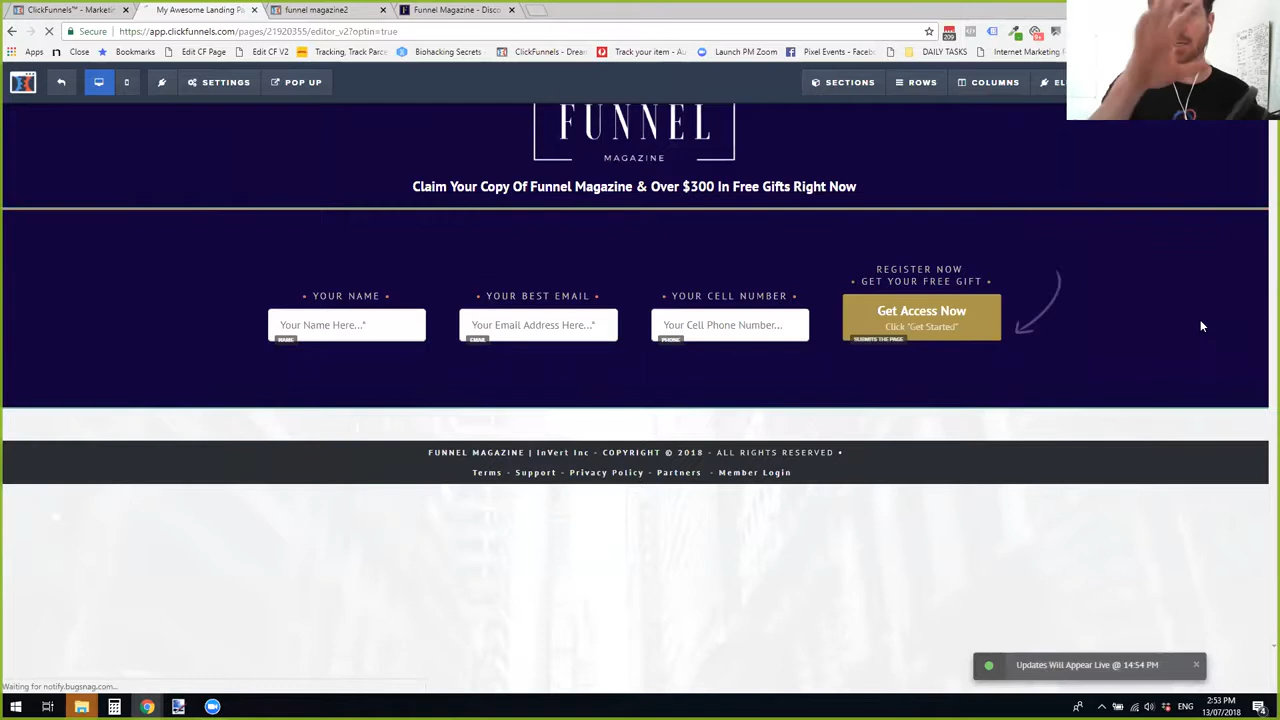 ClickFunnels™ - Marketin
My Awesome Landing Pa
funnel magazine2
Funnel Magazine - Disco
Secure
https://app.clickfunnels.com/pages/21920355/editor_v2?optin=true
Apps
Close
Bookmarks
Edit CF Page
Edit CF V2
Tracking, Track Parce
Biohacking Secrets
ClickFunnels - Dream
Track your item - Au
Launch PM Zoom
Pixel Events - Faceb
DAILY TASKS
Internet Marketing
SETTINGS
POP UP
SECTIONS
ROWS
COLUMNS
FUNNEL
MAGAZINE
Claim Your Copy Of Funnel Magazine & Over $300 In Free Gifts Right Now
• YOUR NAME •
• YOUR BEST EMAIL •
• YOUR CELL NUMBER •
REGISTER NOW
• GET YOUR FREE GIFT •
Your Name Here...*
Your Email Address Here...*
Your Cell Phone Number...
Get Access Now
Click "Get Started"
NAME
EMAIL
PHONE
SUBMITS THE PAGE
FUNNEL MAGAZINE | InVert Inc - COPYRIGHT © 2018 - ALL RIGHTS RESERVED •
Terms - Support - Privacy Policy - Partners - Member Login
Updates Will Appear Live @ 14:54 PM
Waiting for notify.bugsnag.com...
ENG
2:53 PM
13/07/2018